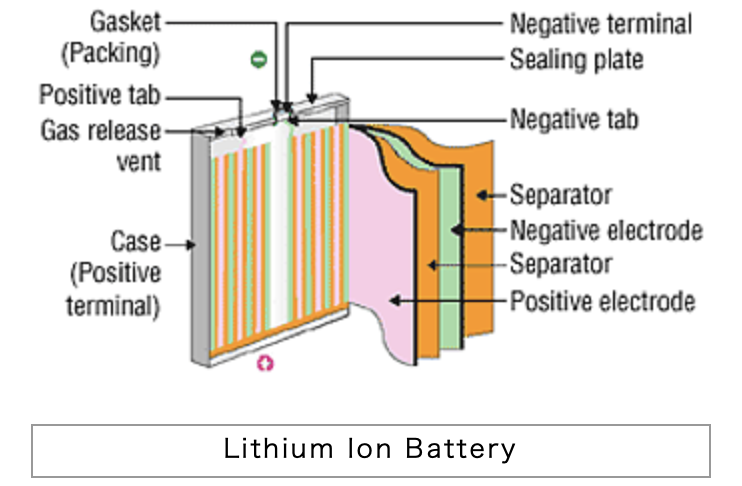 Gasket
(Packing)
Positive tab
Gas release
vent
Case
(Positive
terminal)
Negative terminal
Sealing plate
Negative tab
Separator
Negative electrode
Separator
Positive electrode
Lithium Ion Battery